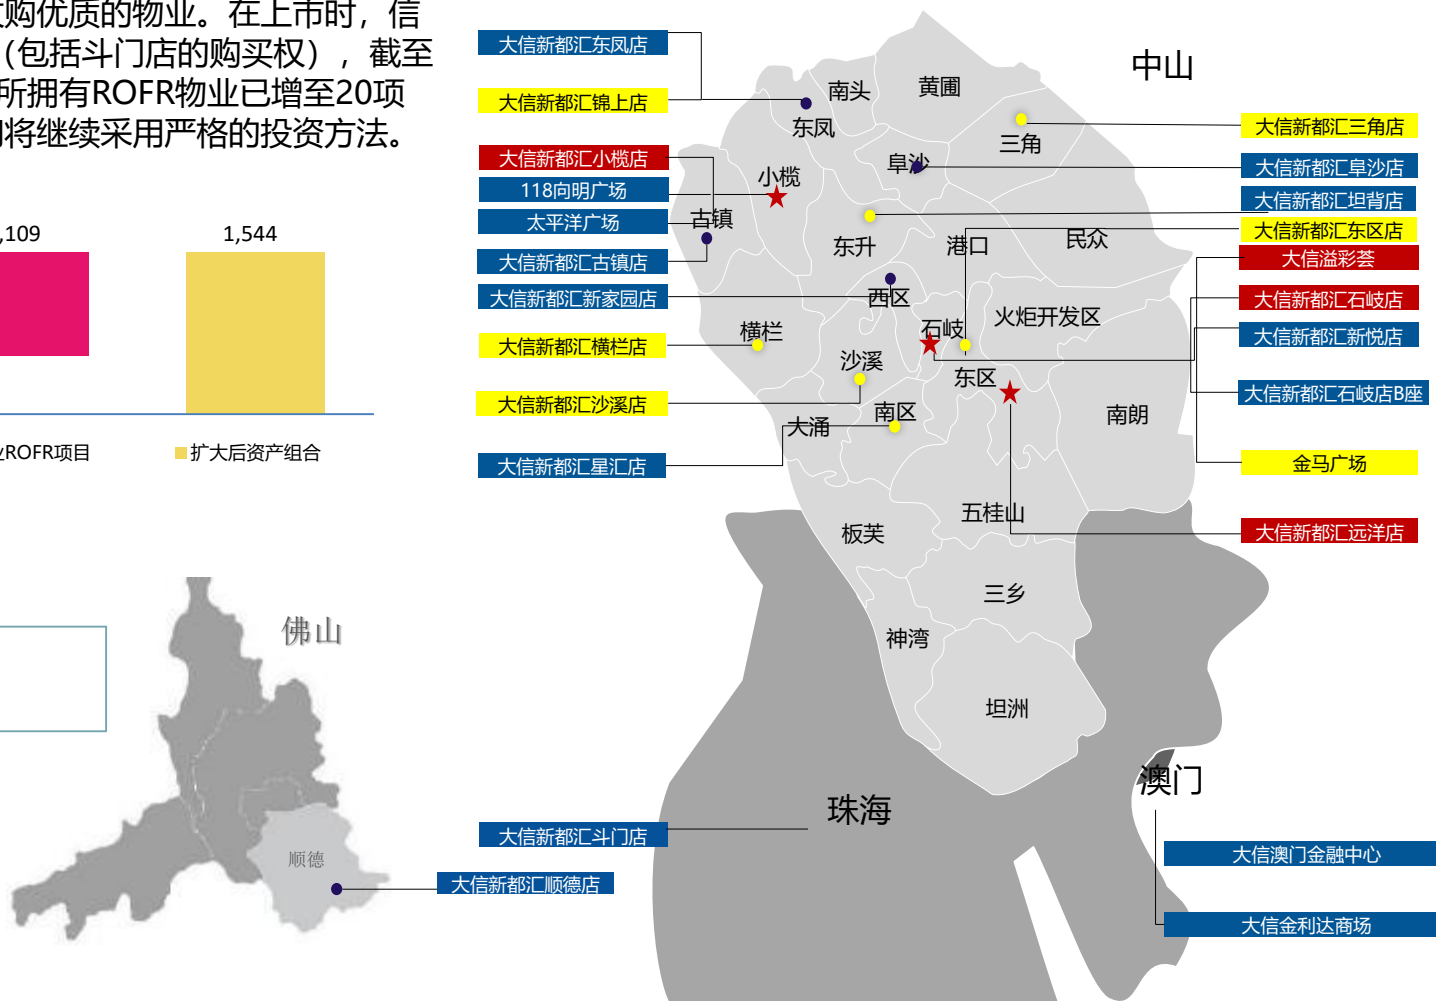 收购优质的物业。在上市时，信
（包括斗门店的购买权），截至
所拥有ROFR物业已增至20项
将继续采用严格的投资方法。
,109
1,544
ROFR项目
扩大后资产组合
佛山
顺德
大信新都汇顺德店
大信新都汇东凤店
大信新都汇锦上店
大信新都汇小榄店
118向明广场
太平洋广场
大信新都汇古镇店
大信新都汇新家园店
大信新都汇横栏店
大信新都汇沙溪店
大信新都汇星汇店
大信新都汇斗门店
中山
南头
黄圃
东凤
三角
阜沙
小榄
古镇
东升
港口
民众
西区
石岐
火炬开发区
横栏
沙溪
东区
南区
大涌
南朗
五桂山
板芙
三乡
神湾
坦洲
珠海
澳门
大信新都汇三角店
大信新都汇阜沙店
大信新都汇坦背店
大信新都汇东区店
大信溢彩荟
大信新都汇石岐店
大信新都汇新悦店
大信新都汇石岐店B座
金马广场
大信新都汇远洋店
大信澳门金融中心
大信金利达商场